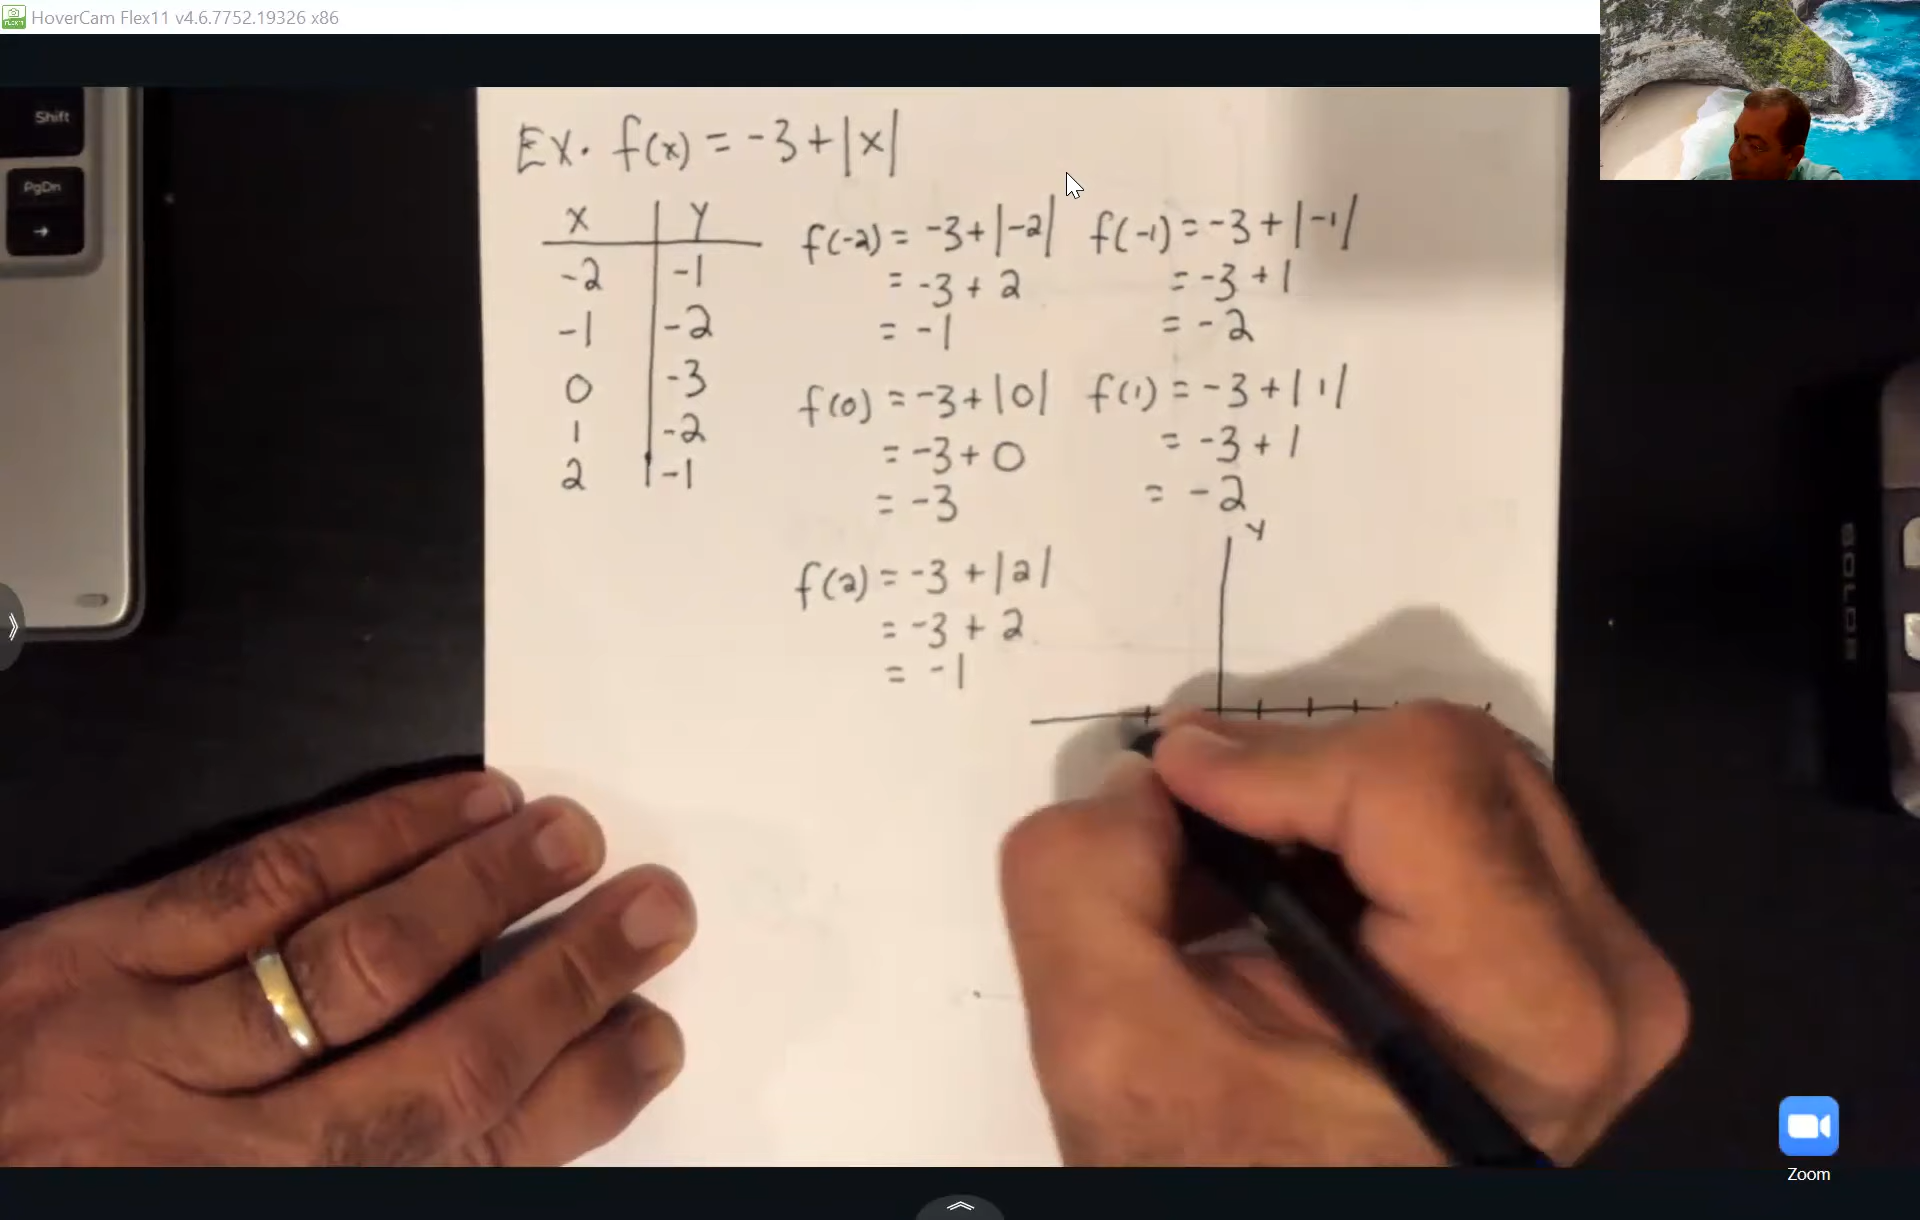 HoverCam Flex11 v4.6.7752.19326 x86
Shift
PgDn
EX. f(x) = -3+|x|
x y
-2 -1
-1 -2
0 -3
1 -2
2 -1
f(-2) = -3+|-2|
= -3 + 2
= -1
f(-1) = -3+|-1|
= -3 + 1
= -2
f(0) = -3+|0|
= -3+0
= -3
f(1) = -3+|1|
= -3+1
= -2
f(2) = -3+|2|
= -3+2
= -1
y
Zoom